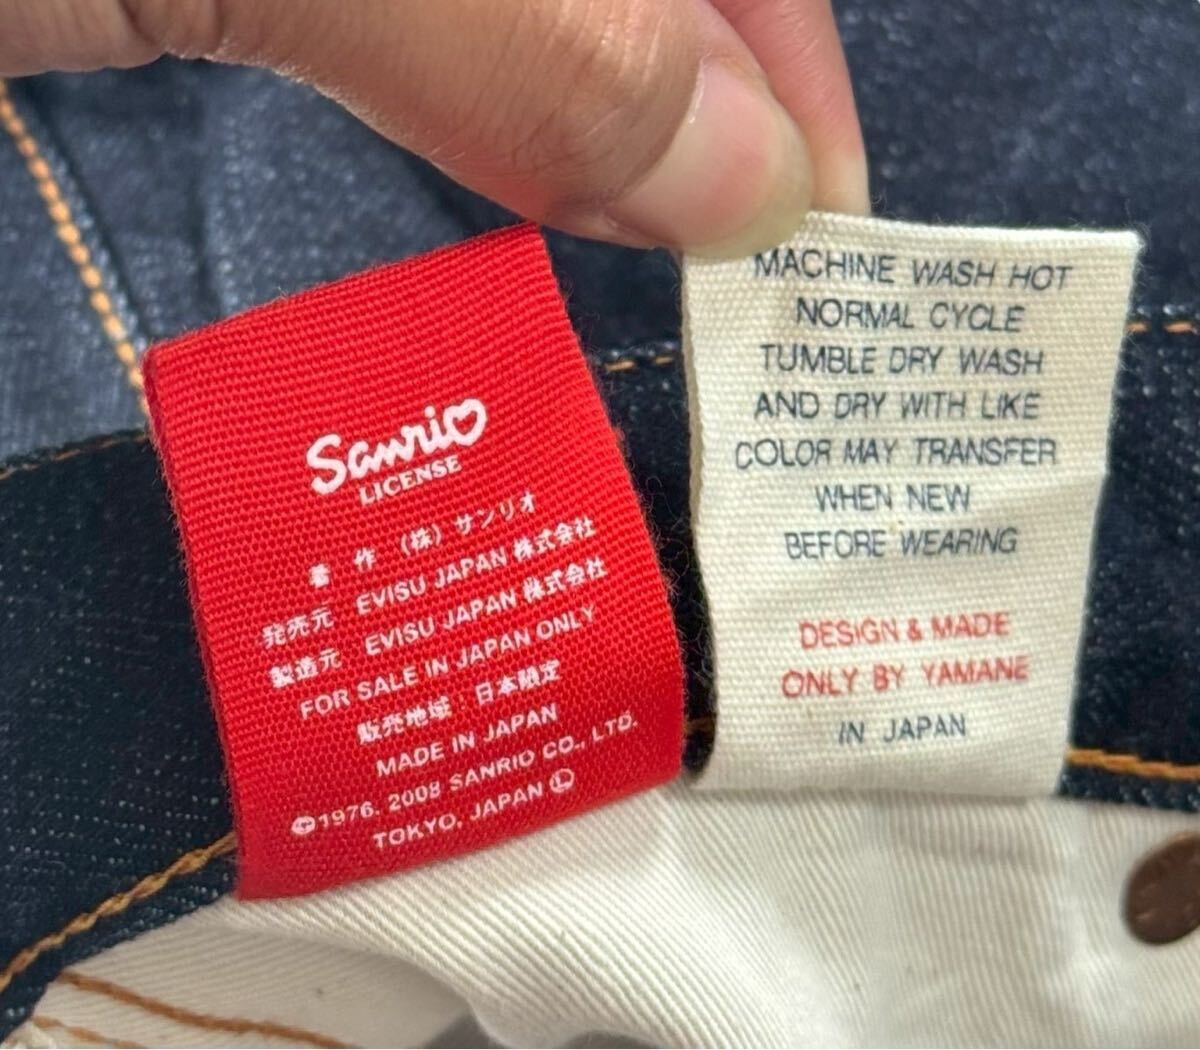 Sanrio
LICENSE
著 作 (株) サンリオ
発売元 EVISU JAPAN 株式会社
製造元 EVISU JAPAN 株式会社
FOR SALE IN JAPAN ONLY
販売地域：日本限定
MADE IN JAPAN
©1976, 2008 SANRIO CO., LTD.
TOKYO, JAPAN Ⓛ
MACHINE WASH HOT
NORMAL CYCLE
TUMBLE DRY WASH
AND DRY WITH LIKE
COLOR MAY TRANSFER
WHEN NEW
BEFORE WEARING
DESIGN & MADE
ONLY BY YAMANE
IN JAPAN